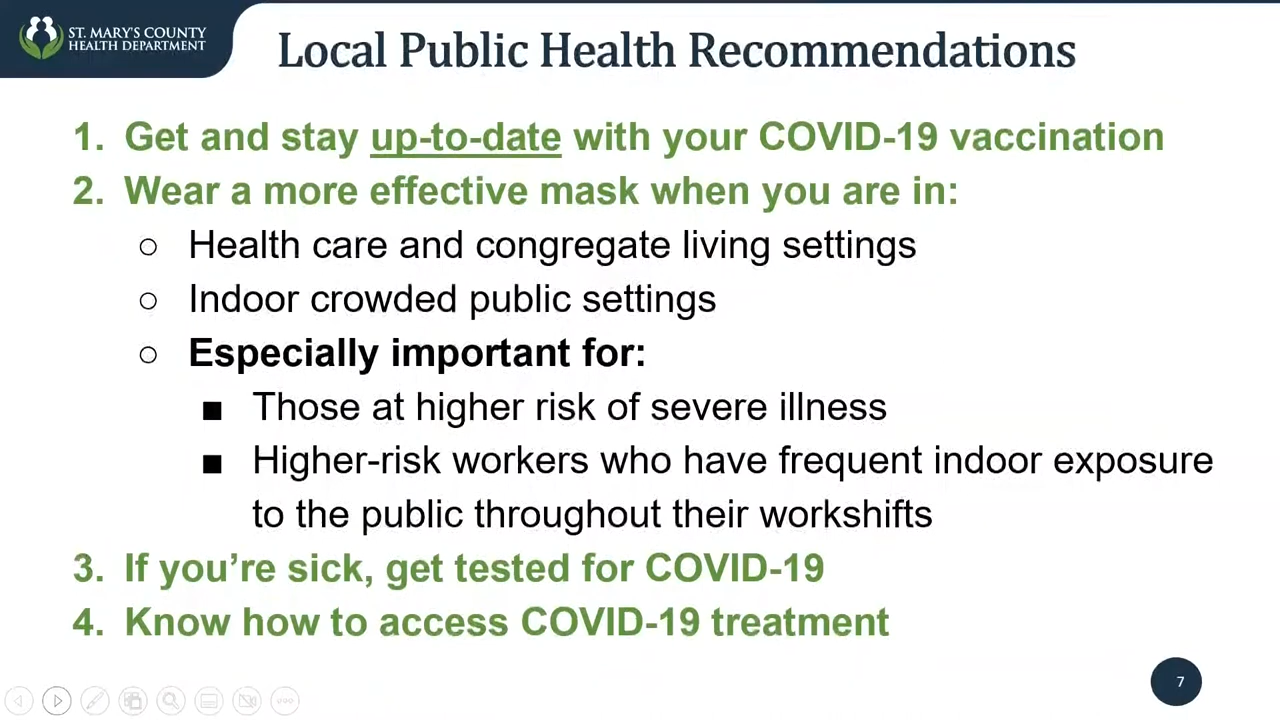 ST. MARY'S COUNTY
HEALTH DEPARTMENT
Local Public Health Recommendations
1. Get and stay up-to-date with your COVID-19 vaccination
2. Wear a more effective mask when you are in:
○ Health care and congregate living settings
○ Indoor crowded public settings
○ Especially important for:
■ Those at higher risk of severe illness
■ Higher-risk workers who have frequent indoor exposure
to the public throughout their workshifts
3. If you’re sick, get tested for COVID-19
4. Know how to access COVID-19 treatment
7